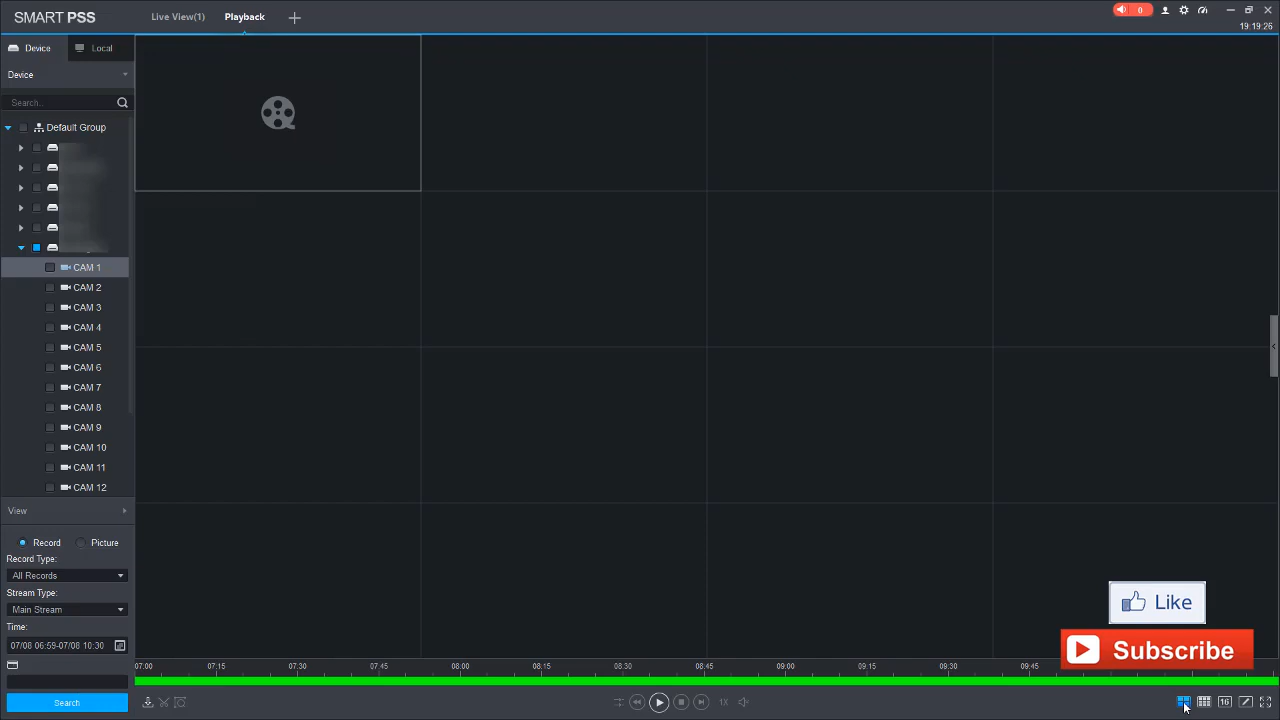 SMART PSS
Live View(1)
Playback
0
19:19:26
Device
Local
Device
Search...
Default Group
CAM 1
CAM 2
CAM 3
CAM 4
CAM 5
CAM 6
CAM 7
CAM 8
CAM 9
CAM 10
CAM 11
CAM 12
View
Record
Picture
Record Type:
All Records
Stream Type:
Main Stream
Time:
07/08 06:59-07/08 10:30
Search
Like
Subscribe
07:00 07:15 07:30 07:45 08:00 08:15 08:30 08:45 09:00 09:15 09:30 09:45
1X
16